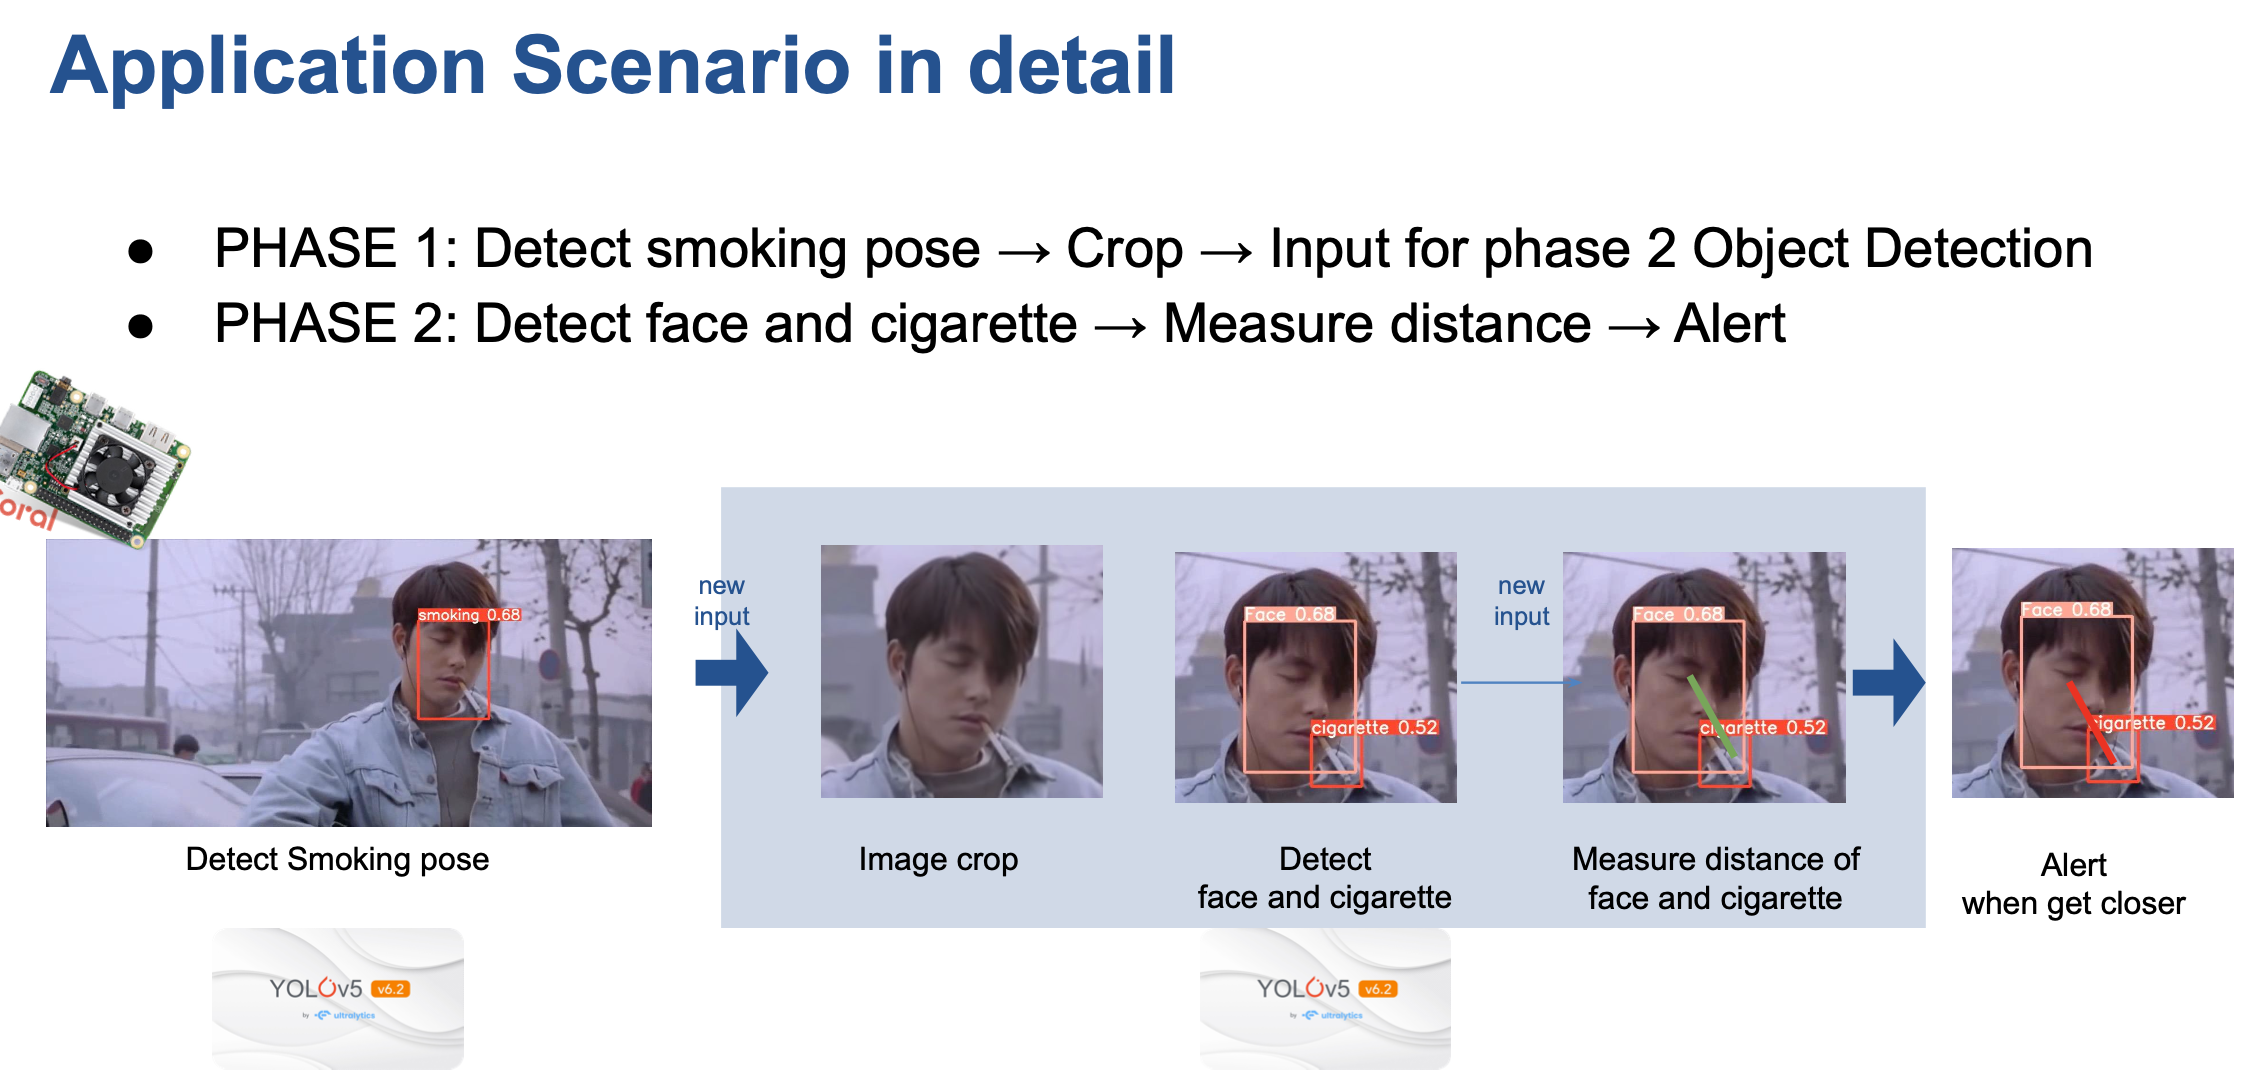 Application Scenario in detail
● PHASE 1: Detect smoking pose → Crop → Input for phase 2 Object Detection
● PHASE 2: Detect face and cigarette → Measure distance → Alert
oral
smoking 0.68
new
input
Face 0.68
cigarette 0.52
new
input
Face 0.68
cigarette 0.52
Face 0.68
cigarette 0.52
Detect Smoking pose
Image crop
Detect
face and cigarette
Measure distance of
face and cigarette
Alert
when get closer
YOLOv5 v6.2
by ultralytics
YOLOv5 v6.2
by ultralytics